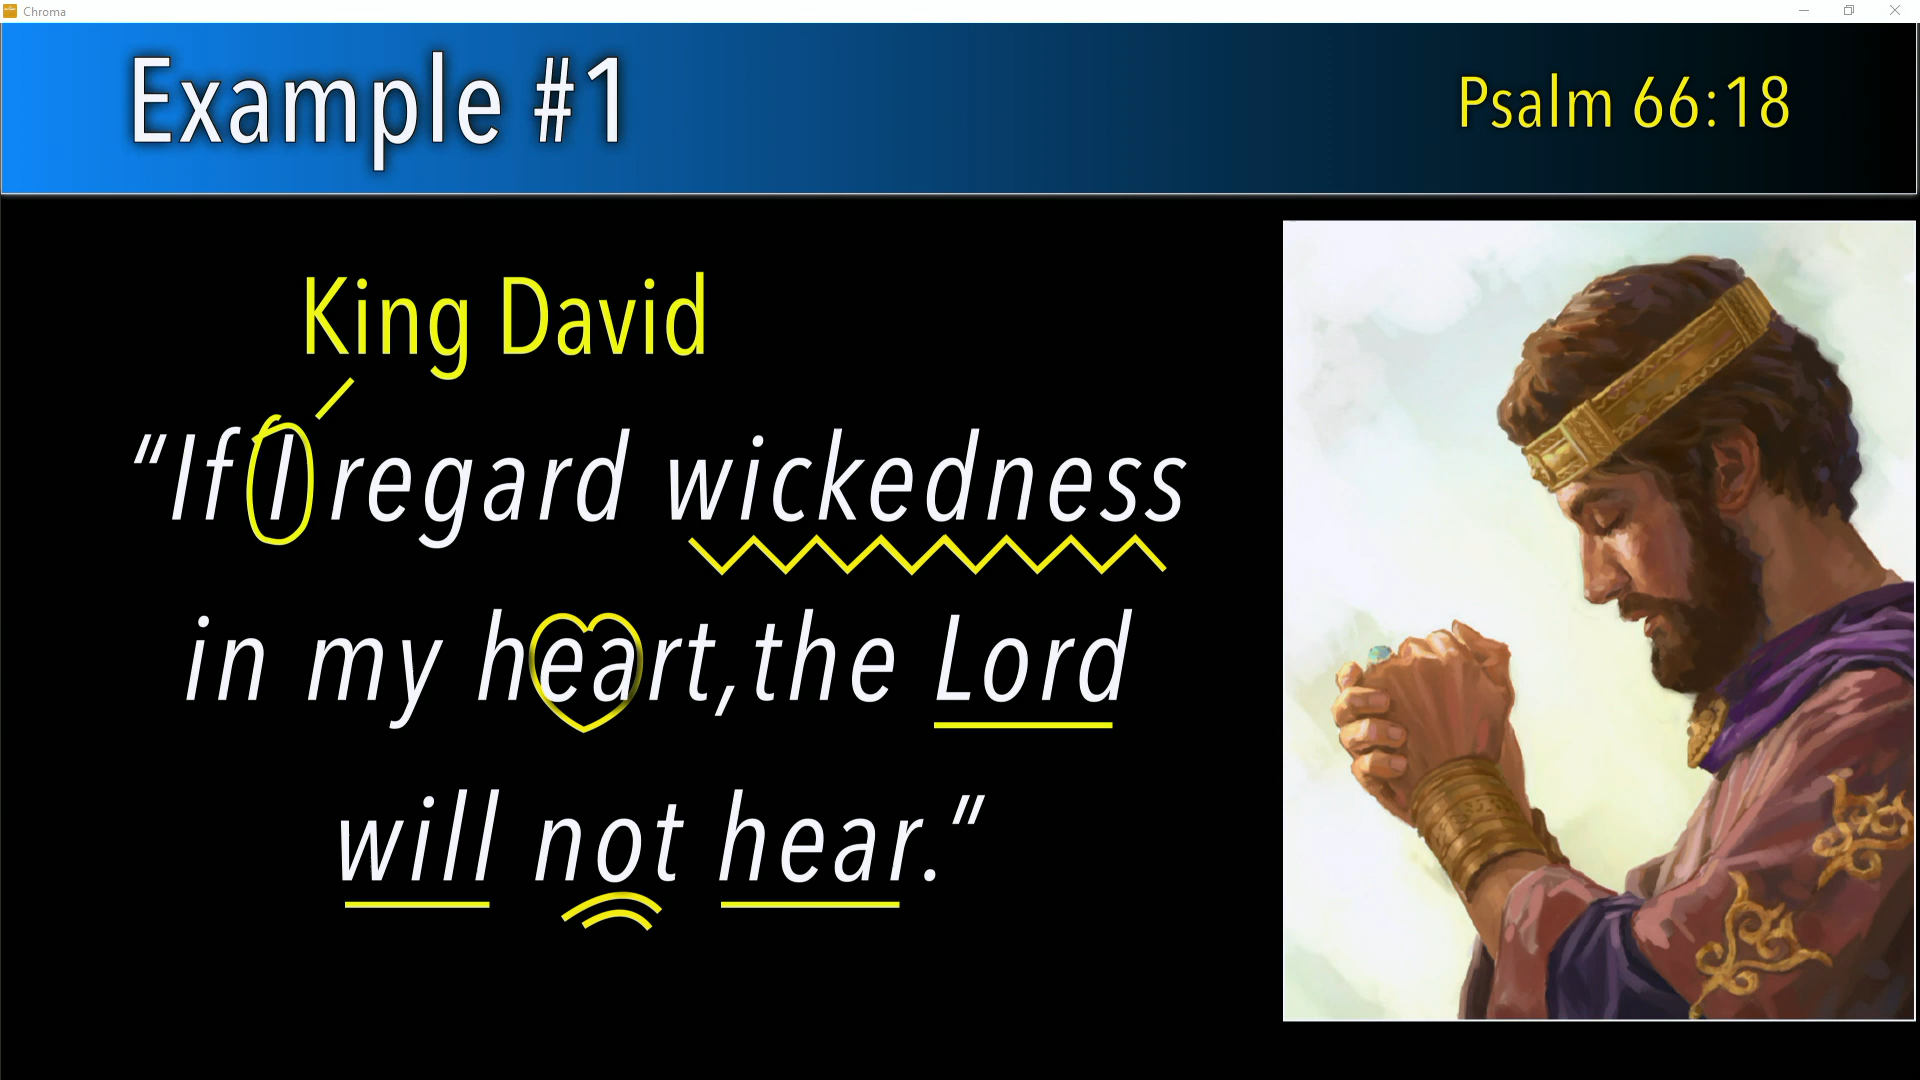 Chroma
Example #1
Psalm 66:18
King David
“If I regard wickedness
in my heart, the Lord
will not hear.”